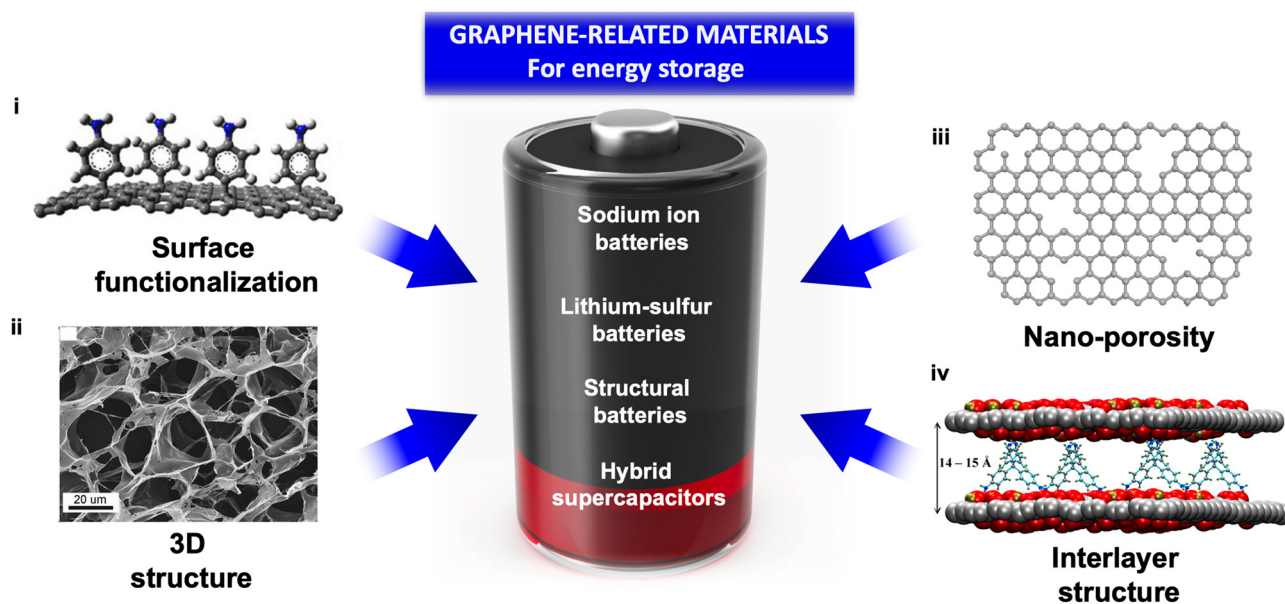 GRAPHENE-RELATED MATERIALS
For energy storage
i
Surface
functionalization
ii
20 um
3D
structure
Sodium ion
batteries
Lithium-sulfur
batteries
Structural
batteries
Hybrid
supercapacitors
iii
Nano-porosity
iv
14 – 15 Å
Interlayer
structure